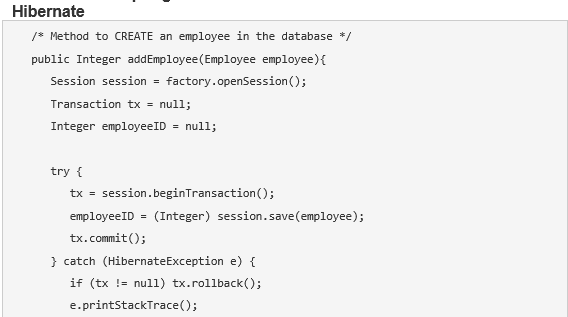 Hibernate
/* Method to CREATE an employee in the database */
public Integer addEmployee(Employee employee){
Session session = factory.openSession();
Transaction tx = null;
Integer employeeID = null;
try {
tx = session.beginTransaction();
employeeID = (Integer) session.save(employee);
tx.commit();
} catch (HibernateException e) {
if (tx != null) tx.rollback();
e.printStackTrace();